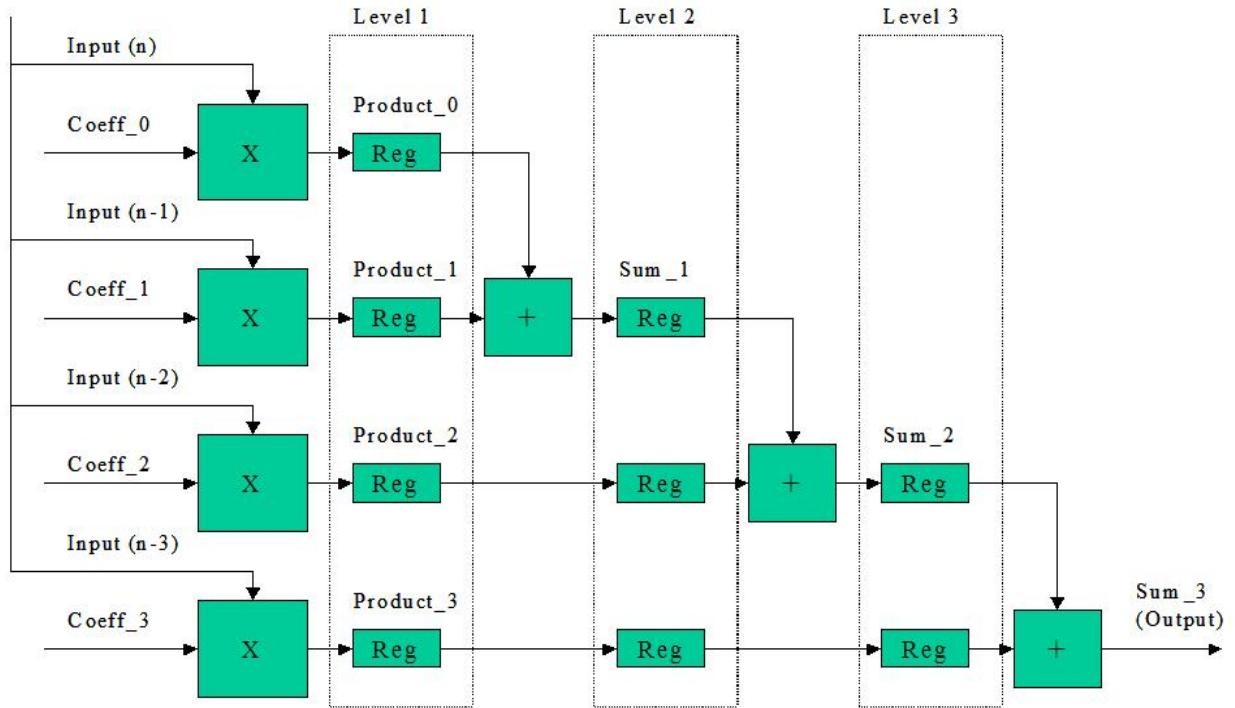 Level 1
Level 2
Level 3
Input (n)
Product_0
Coeff_0
X
Reg
Input (n-1)
Product_1
Sum_1
Coeff_1
X
Reg
+
Reg
Input (n-2)
Product_2
Sum_2
Coeff_2
X
Reg
Reg
+
Reg
Input (n-3)
Product_3
Sum_3
(Output)
Coeff_3
X
Reg
Reg
Reg
+